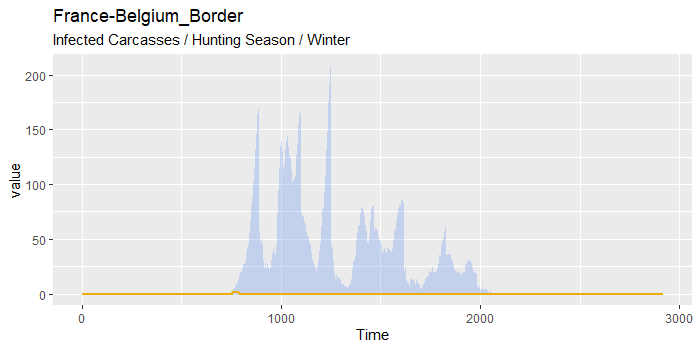 France-Belgium_Border
Infected Carcasses / Hunting Season / Winter
200
150
100
50
0
value
0 1000 2000 3000
Time